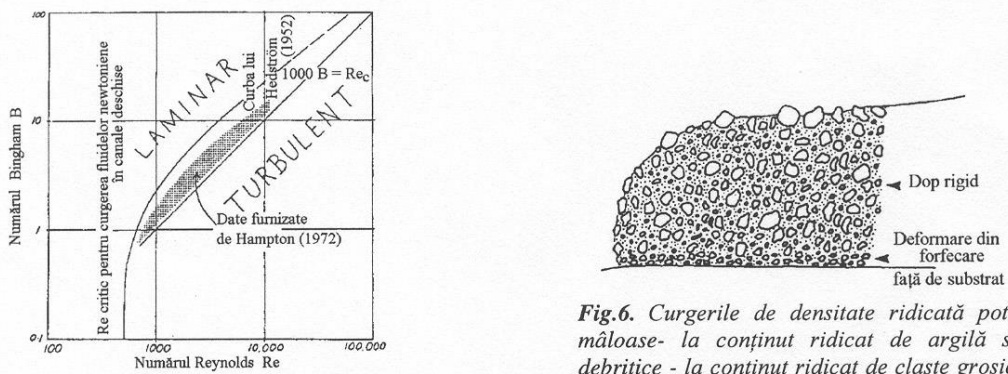 100
10
1
0·1
Numărul Bingham B
Re critic pentru curgerea fluidelor newtoniene
în canale deschise
LAMINAR
Curba lui
Hedström
(1952)
1000 B = Rec
TURBULENT
Date furnizate
de Hampton (1972)
100
1000
10,000
100,000
Numărul Reynolds Re
Dop rigid
Deformare din
forfecare
față de substrat
Fig.6. Curgerile de densitate ridicată pot
mâloase- la conținut ridicat de argilă s
debritice - la conținut ridicat de claste grosi